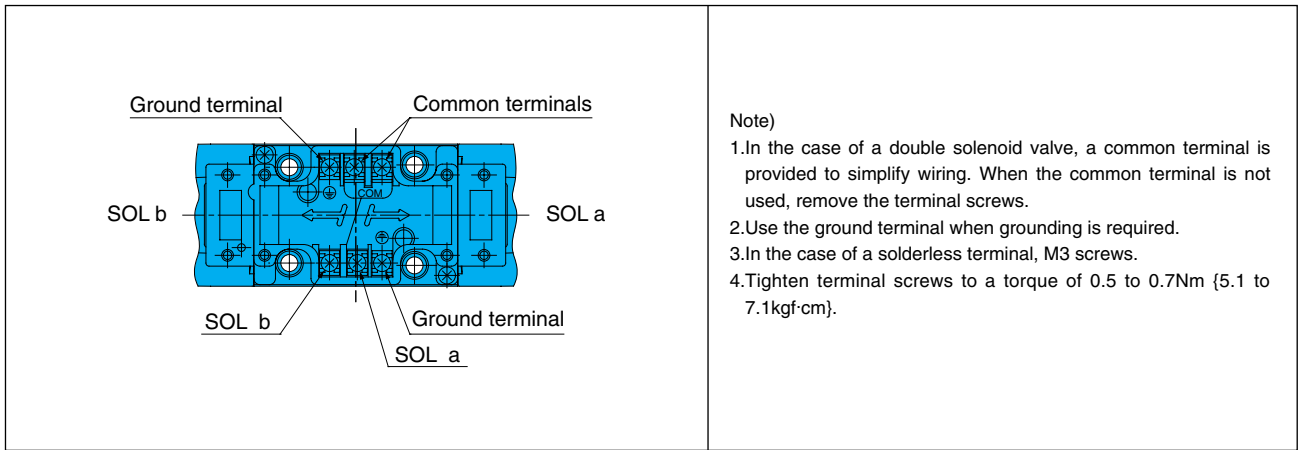 Ground terminal
Common terminals
COM
SOL b
SOL a
SOL b
Ground terminal
SOL a
Note)
1.In the case of a double solenoid valve, a common terminal is
provided to simplify wiring. When the common terminal is not
used, remove the terminal screws.
2.Use the ground terminal when grounding is required.
3.In the case of a solderless terminal, M3 screws.
4.Tighten terminal screws to a torque of 0.5 to 0.7Nm {5.1 to
7.1kgf·cm}.